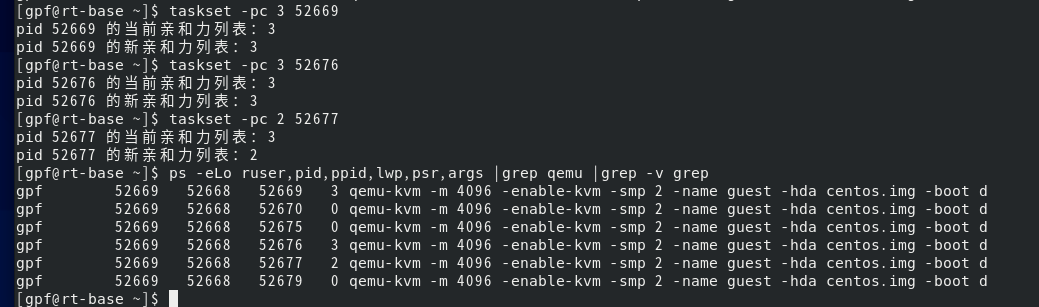 [gpf@rt-base ~]$ taskset -pc 3 52669
pid 52669 的当前亲和力列表：3
pid 52669 的新亲和力列表：3
[gpf@rt-base ~]$ taskset -pc 3 52676
pid 52676 的当前亲和力列表：3
pid 52676 的新亲和力列表：3
[gpf@rt-base ~]$ taskset -pc 2 52677
pid 52677 的当前亲和力列表：3
pid 52677 的新亲和力列表：2
[gpf@rt-base ~]$ ps -eLo ruser,pid,ppid,lwp,psr,args |grep qemu |grep -v grep
gpf 52669 52668 52669 3 qemu-kvm -m 4096 -enable-kvm -smp 2 -name guest -hda centos.img -boot d
gpf 52669 52668 52670 0 qemu-kvm -m 4096 -enable-kvm -smp 2 -name guest -hda centos.img -boot d
gpf 52669 52668 52675 0 qemu-kvm -m 4096 -enable-kvm -smp 2 -name guest -hda centos.img -boot d
gpf 52669 52668 52676 3 qemu-kvm -m 4096 -enable-kvm -smp 2 -name guest -hda centos.img -boot d
gpf 52669 52668 52677 2 qemu-kvm -m 4096 -enable-kvm -smp 2 -name guest -hda centos.img -boot d
gpf 52669 52668 52679 0 qemu-kvm -m 4096 -enable-kvm -smp 2 -name guest -hda centos.img -boot d
[gpf@rt-base ~]$